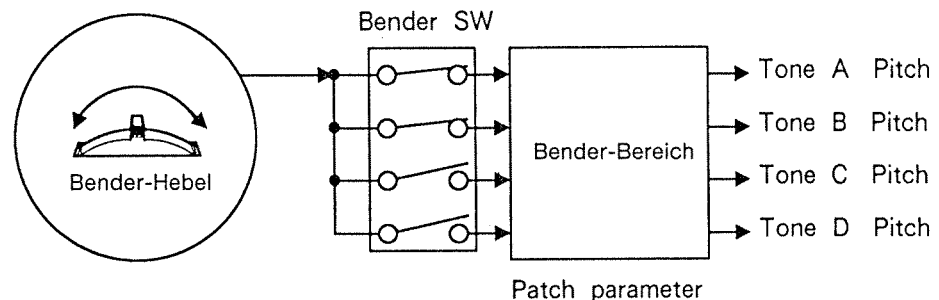 Bender SW
Bender-Hebel
Bender-Bereich
Tone A Pitch
Tone B Pitch
Tone C Pitch
Tone D Pitch
Patch parameter